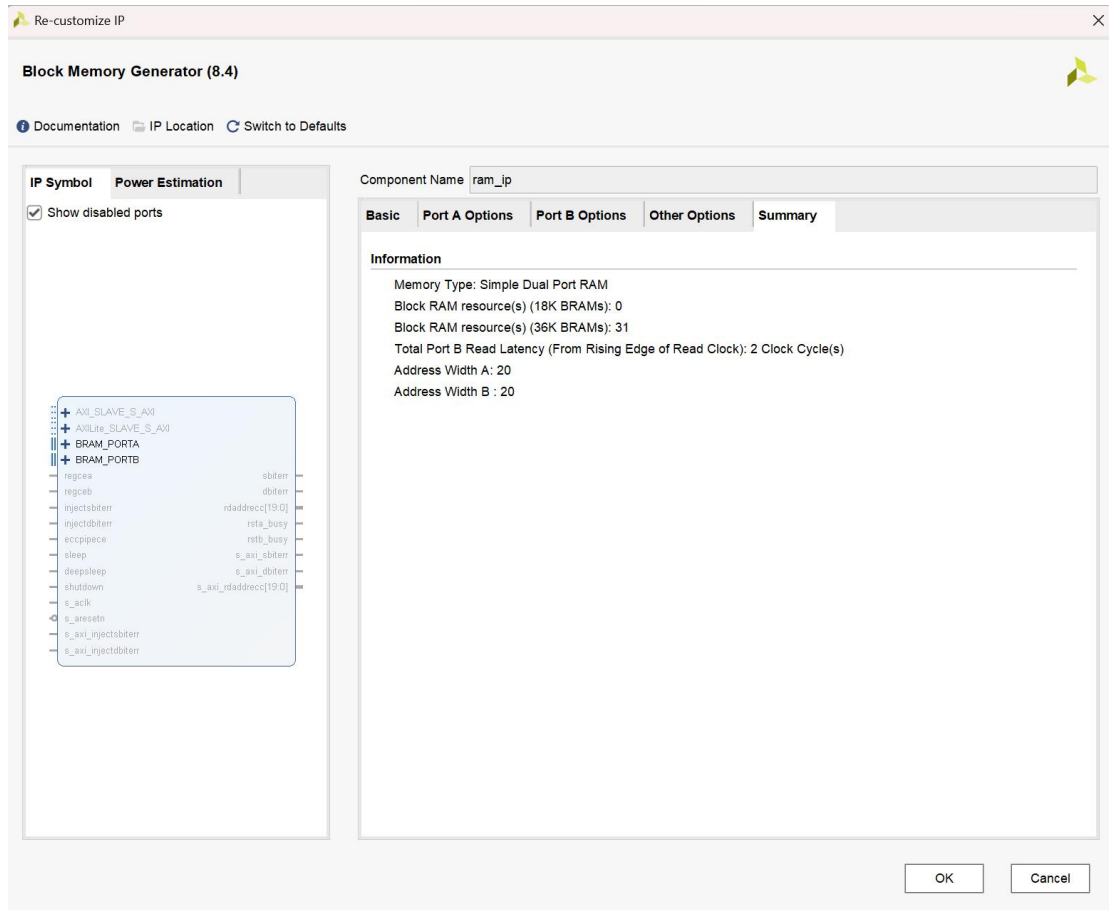 Re-customize IP
Block Memory Generator (8.4)
Documentation IP Location Switch to Defaults
IP Symbol Power Estimation
Show disabled ports
AXI_SLAVE_S_AXI
AXILite_SLAVE_S_AXI
BRAM_PORTA
BRAM_PORTB
regcea sbiterr
regceb dbiterr
injectsbiterr rdaddrecc[19:0]
injectdbiterr rsta_busy
eccpipece rstb_busy
sleep s_axi_sbiterr
deepsleep s_axi_dbiterr
shutdown s_axi_rdaddrecc[19:0]
s_aclk
s_aresetn
s_axi_injectsbiterr
s_axi_injectdbiterr
Component Name ram_ip
Basic Port A Options Port B Options Other Options Summary
Information
Memory Type: Simple Dual Port RAM
Block RAM resource(s) (18K BRAMs): 0
Block RAM resource(s) (36K BRAMs): 31
Total Port B Read Latency (From Rising Edge of Read Clock): 2 Clock Cycle(s)
Address Width A: 20
Address Width B : 20
OK Cancel